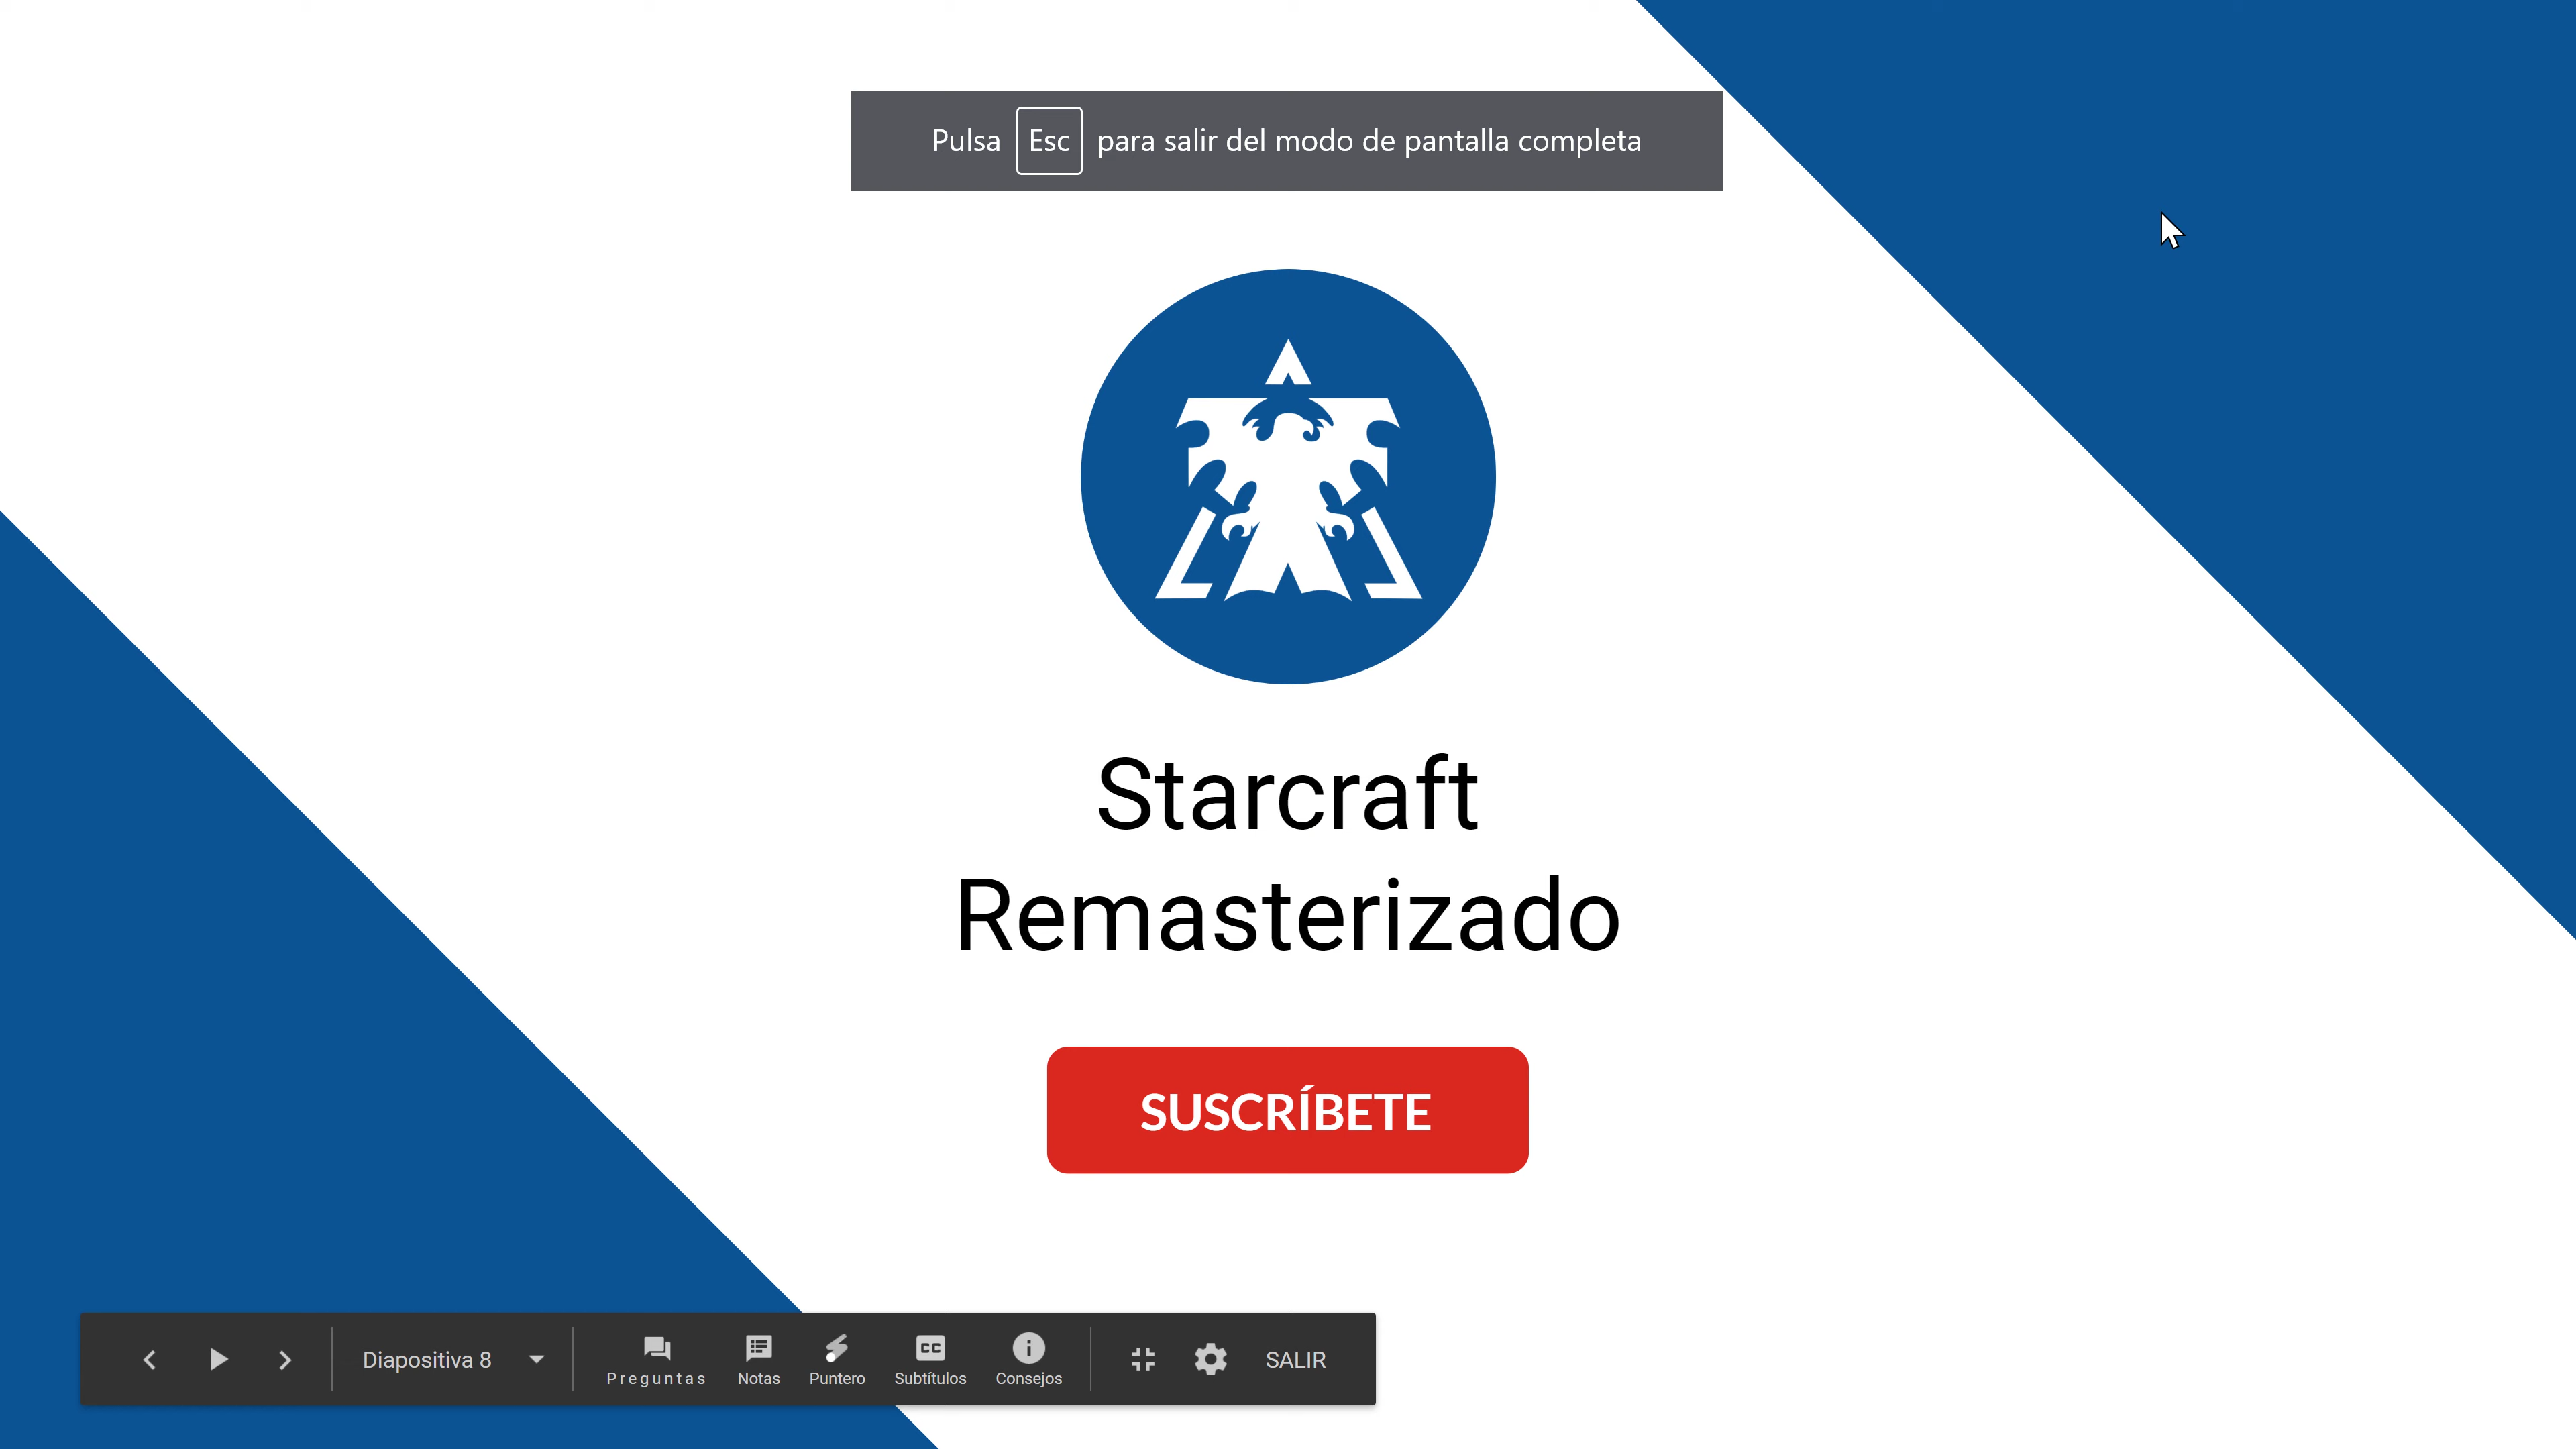 Pulsa Esc para salir del modo de pantalla completa
Starcraft
Remasterizado
SUSCRÍBETE
Diapositiva 8
Preguntas
Notas
Puntero
CC
Subtítulos
Consejos
SALIR